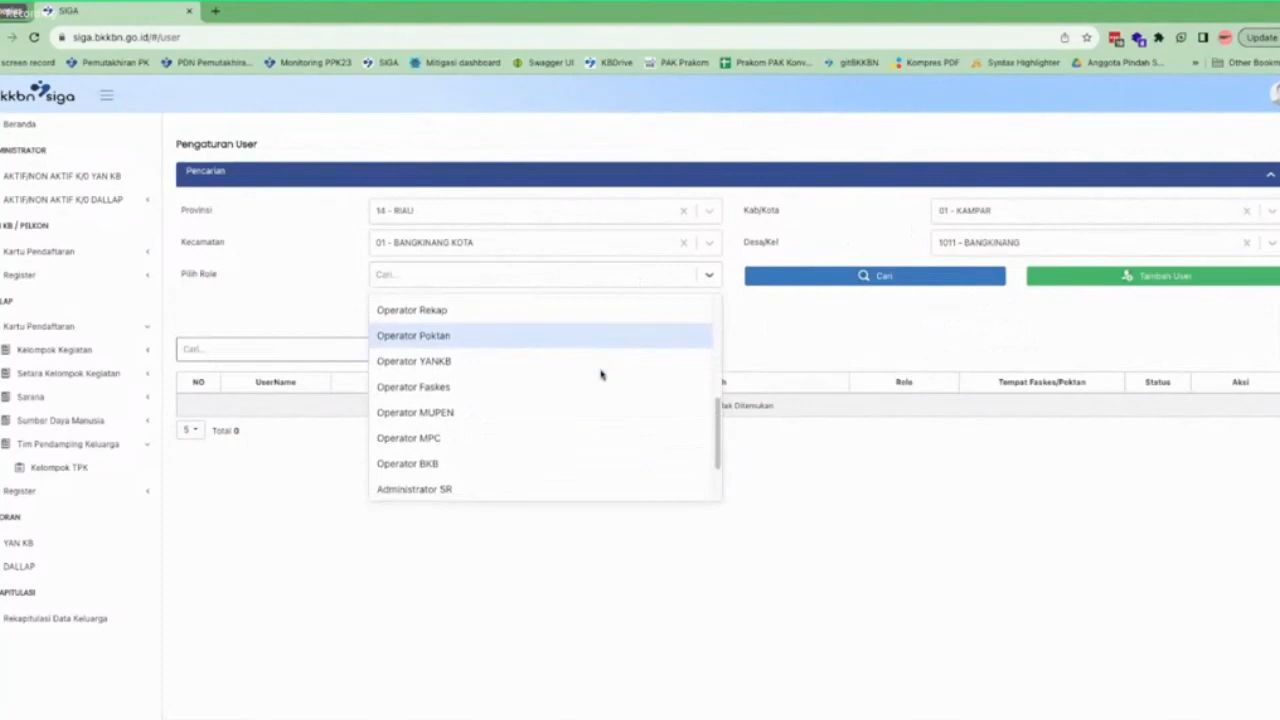 SIGA
siga.bkkbn.go.id/#/user
Update
screen record Pemutakhiran PK PDN Pemutakhira... Monitoring PPK23 SIGA Mitigasi dashboard Swagger UI KBDrive PAK Prakom Prakom PAK Konv... gitBKKBN Kompres PDF Syntax Highlighter Anggota Pindah S... » Other Bookm
kkbn siga
Beranda
MINISTRATOR
AKTIF/NON AKTIF K/0 YAN KB
AKTIF/NON AKTIF K/0 DALLAP
KB / PELKON
Kartu Pendaftaran
Register
LAP
Kartu Pendaftaran
Kelompok Kegiatan
Setara Kelompok Kegiatan
Sarana
Sumber Daya Manusia
Tim Pendamping Keluarga
Kelompok TPK
Register
ORAN
YAN KB
DALLAP
APITULASI
Rekapitulasi Data Keluarga
Pengaturan User
Pencarian
Provinsi 14 - RIAU Kab/Kota 01 - KAMPAR
Kecamatan 01 - BANGKINANG KOTA Desa/Kel 1011 - BANGKINANG
Pilih Role Cari... Cari Tambah User
Operator Rekap
Operator Poktan
Operator YANKB
Operator Faskes
Operator MUPEN
Operator MPC
Operator BKB
Administrator SR
Cari...
NO UserName h Role Tempat Faskes/Poktan Status Aksi
ak Ditemukan
5 Total 0